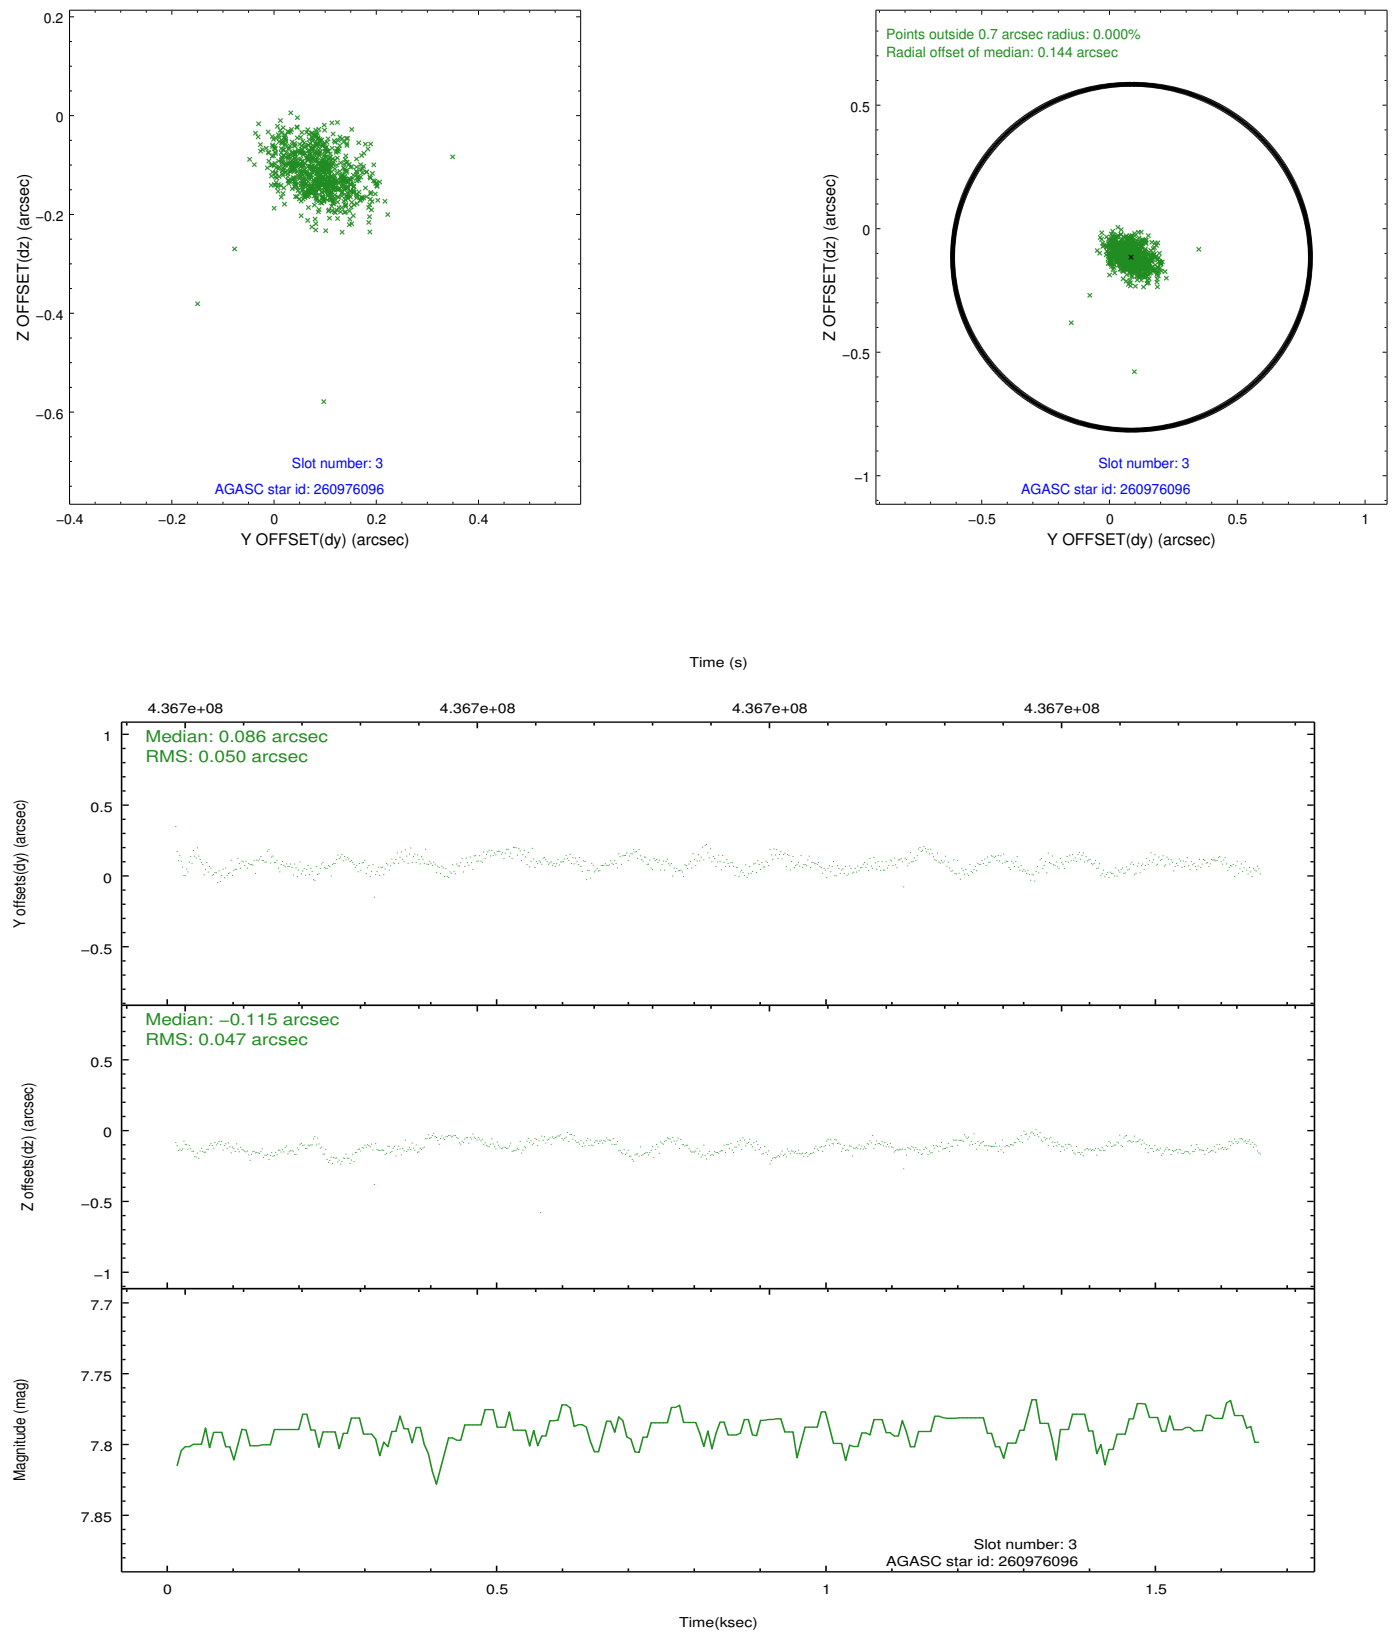 0.2
0
−0.2
−0.4
−0.6
Z OFFSET(dz) (arcsec)
Slot number: 3
AGASC star id: 260976096
−0.4
−0.2
0
0.2
0.4
Y OFFSET(dy) (arcsec)
Points outside 0.7 arcsec radius: 0.000%
Radial offset of median: 0.144 arcsec
0.5
0
−0.5
−1
Z OFFSET(dz) (arcsec)
Slot number: 3
AGASC star id: 260976096
−0.5
0
0.5
1
Y OFFSET(dy) (arcsec)
Time (s)
4.367e+08
4.367e+08
4.367e+08
4.367e+08
Median: 0.086 arcsec
RMS: 0.050 arcsec
1
0.5
0
−0.5
Y offsets(dy) (arcsec)
Median: −0.115 arcsec
RMS: 0.047 arcsec
0.5
0
−0.5
−1
Z offsets(dz) (arcsec)
7.7
7.75
7.8
7.85
Magnitude (mag)
Slot number: 3
AGASC star id: 260976096
0
0.5
1
1.5
Time(ksec)